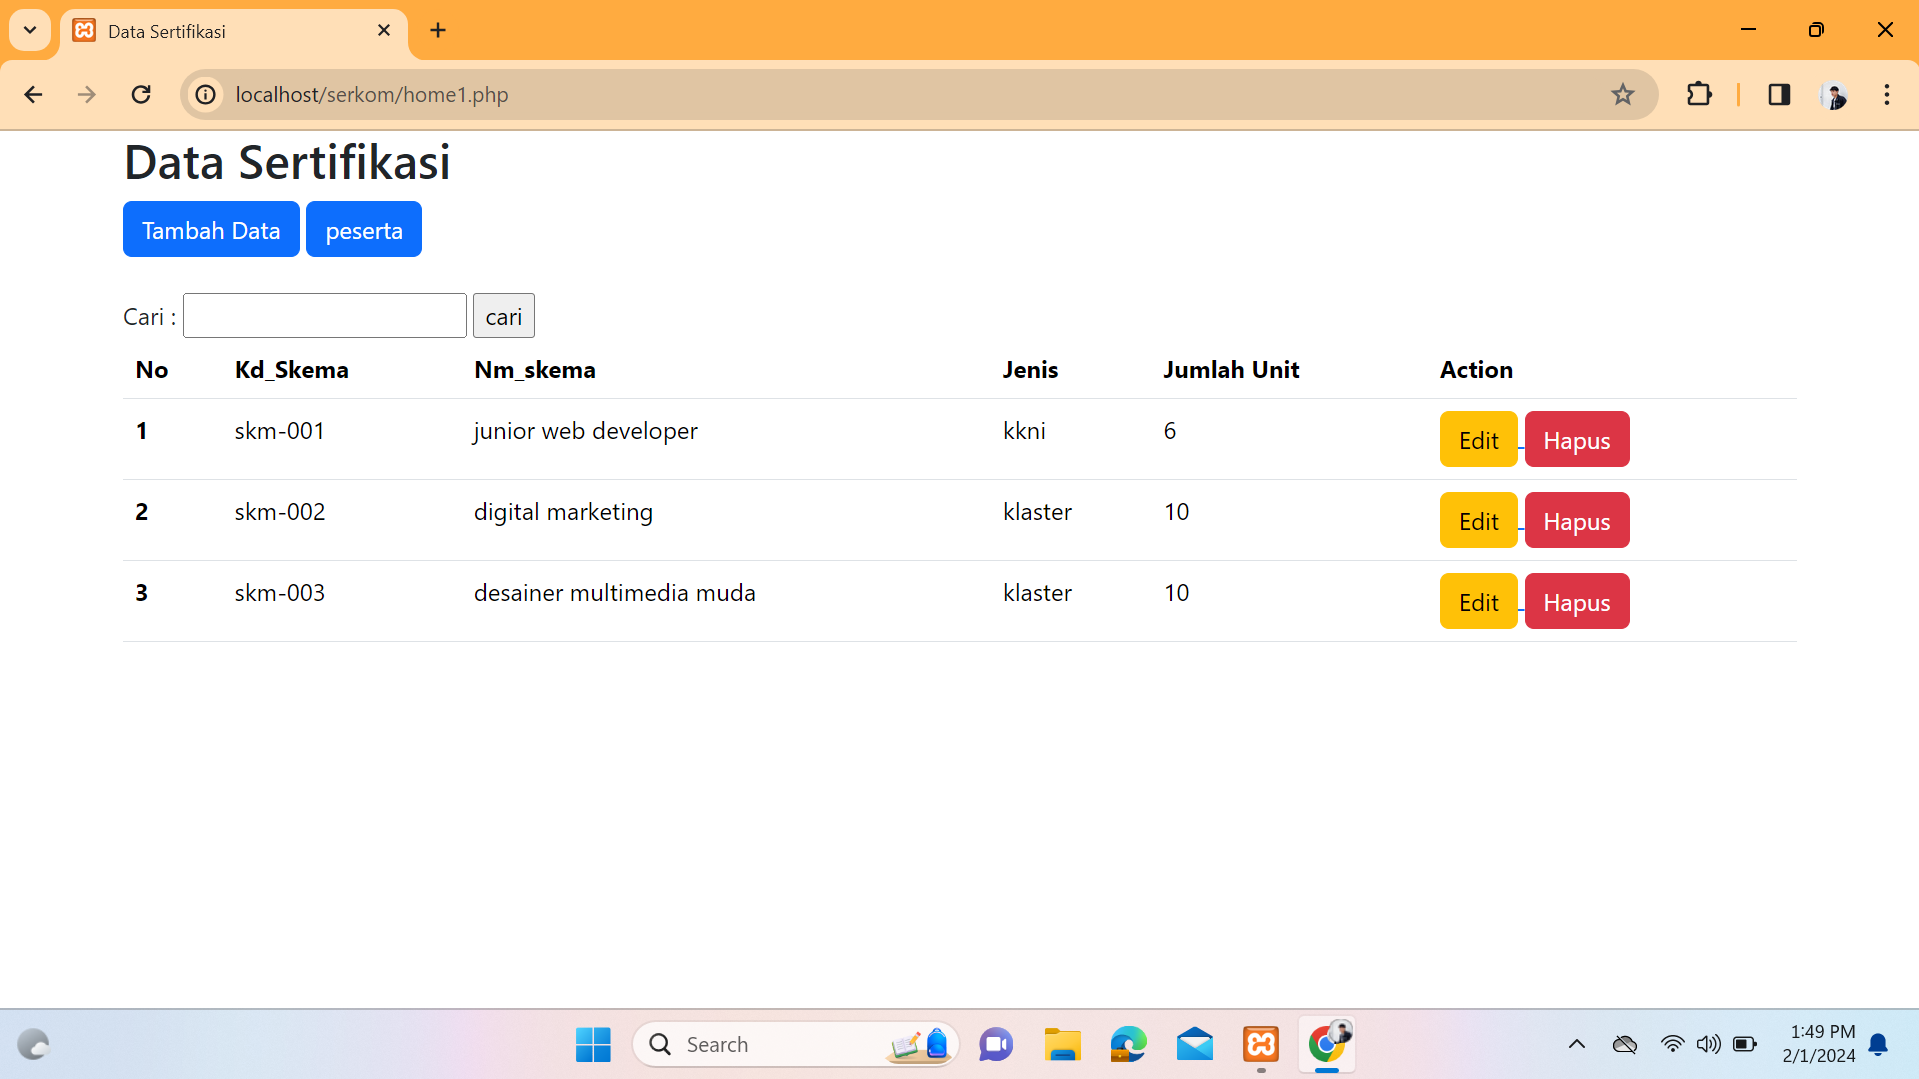 Data Sertifikasi
localhost/serkom/home1.php
Data Sertifikasi
Tambah Data peserta
Cari : cari
No Kd_Skema Nm_skema Jenis Jumlah Unit Action
1 skm-001 junior web developer kkni 6 Edit Hapus
2 skm-002 digital marketing klaster 10 Edit Hapus
3 skm-003 desainer multimedia muda klaster 10 Edit Hapus
Search
1:49 PM
2/1/2024